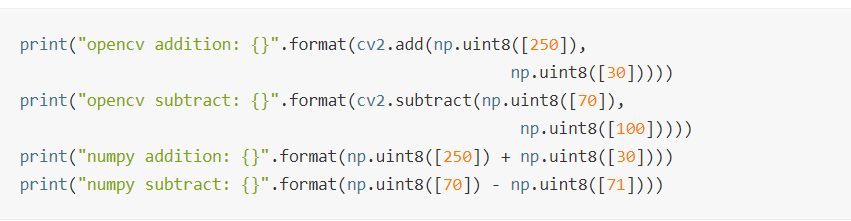 print("opencv addition: {}".format(cv2.add(np.uint8([250]),
np.uint8([30]))))
print("opencv subtract: {}".format(cv2.subtract(np.uint8([70]),
np.uint8([100]))))
print("numpy addition: {}".format(np.uint8([250]) + np.uint8([30])))
print("numpy subtract: {}".format(np.uint8([70]) - np.uint8([71])))